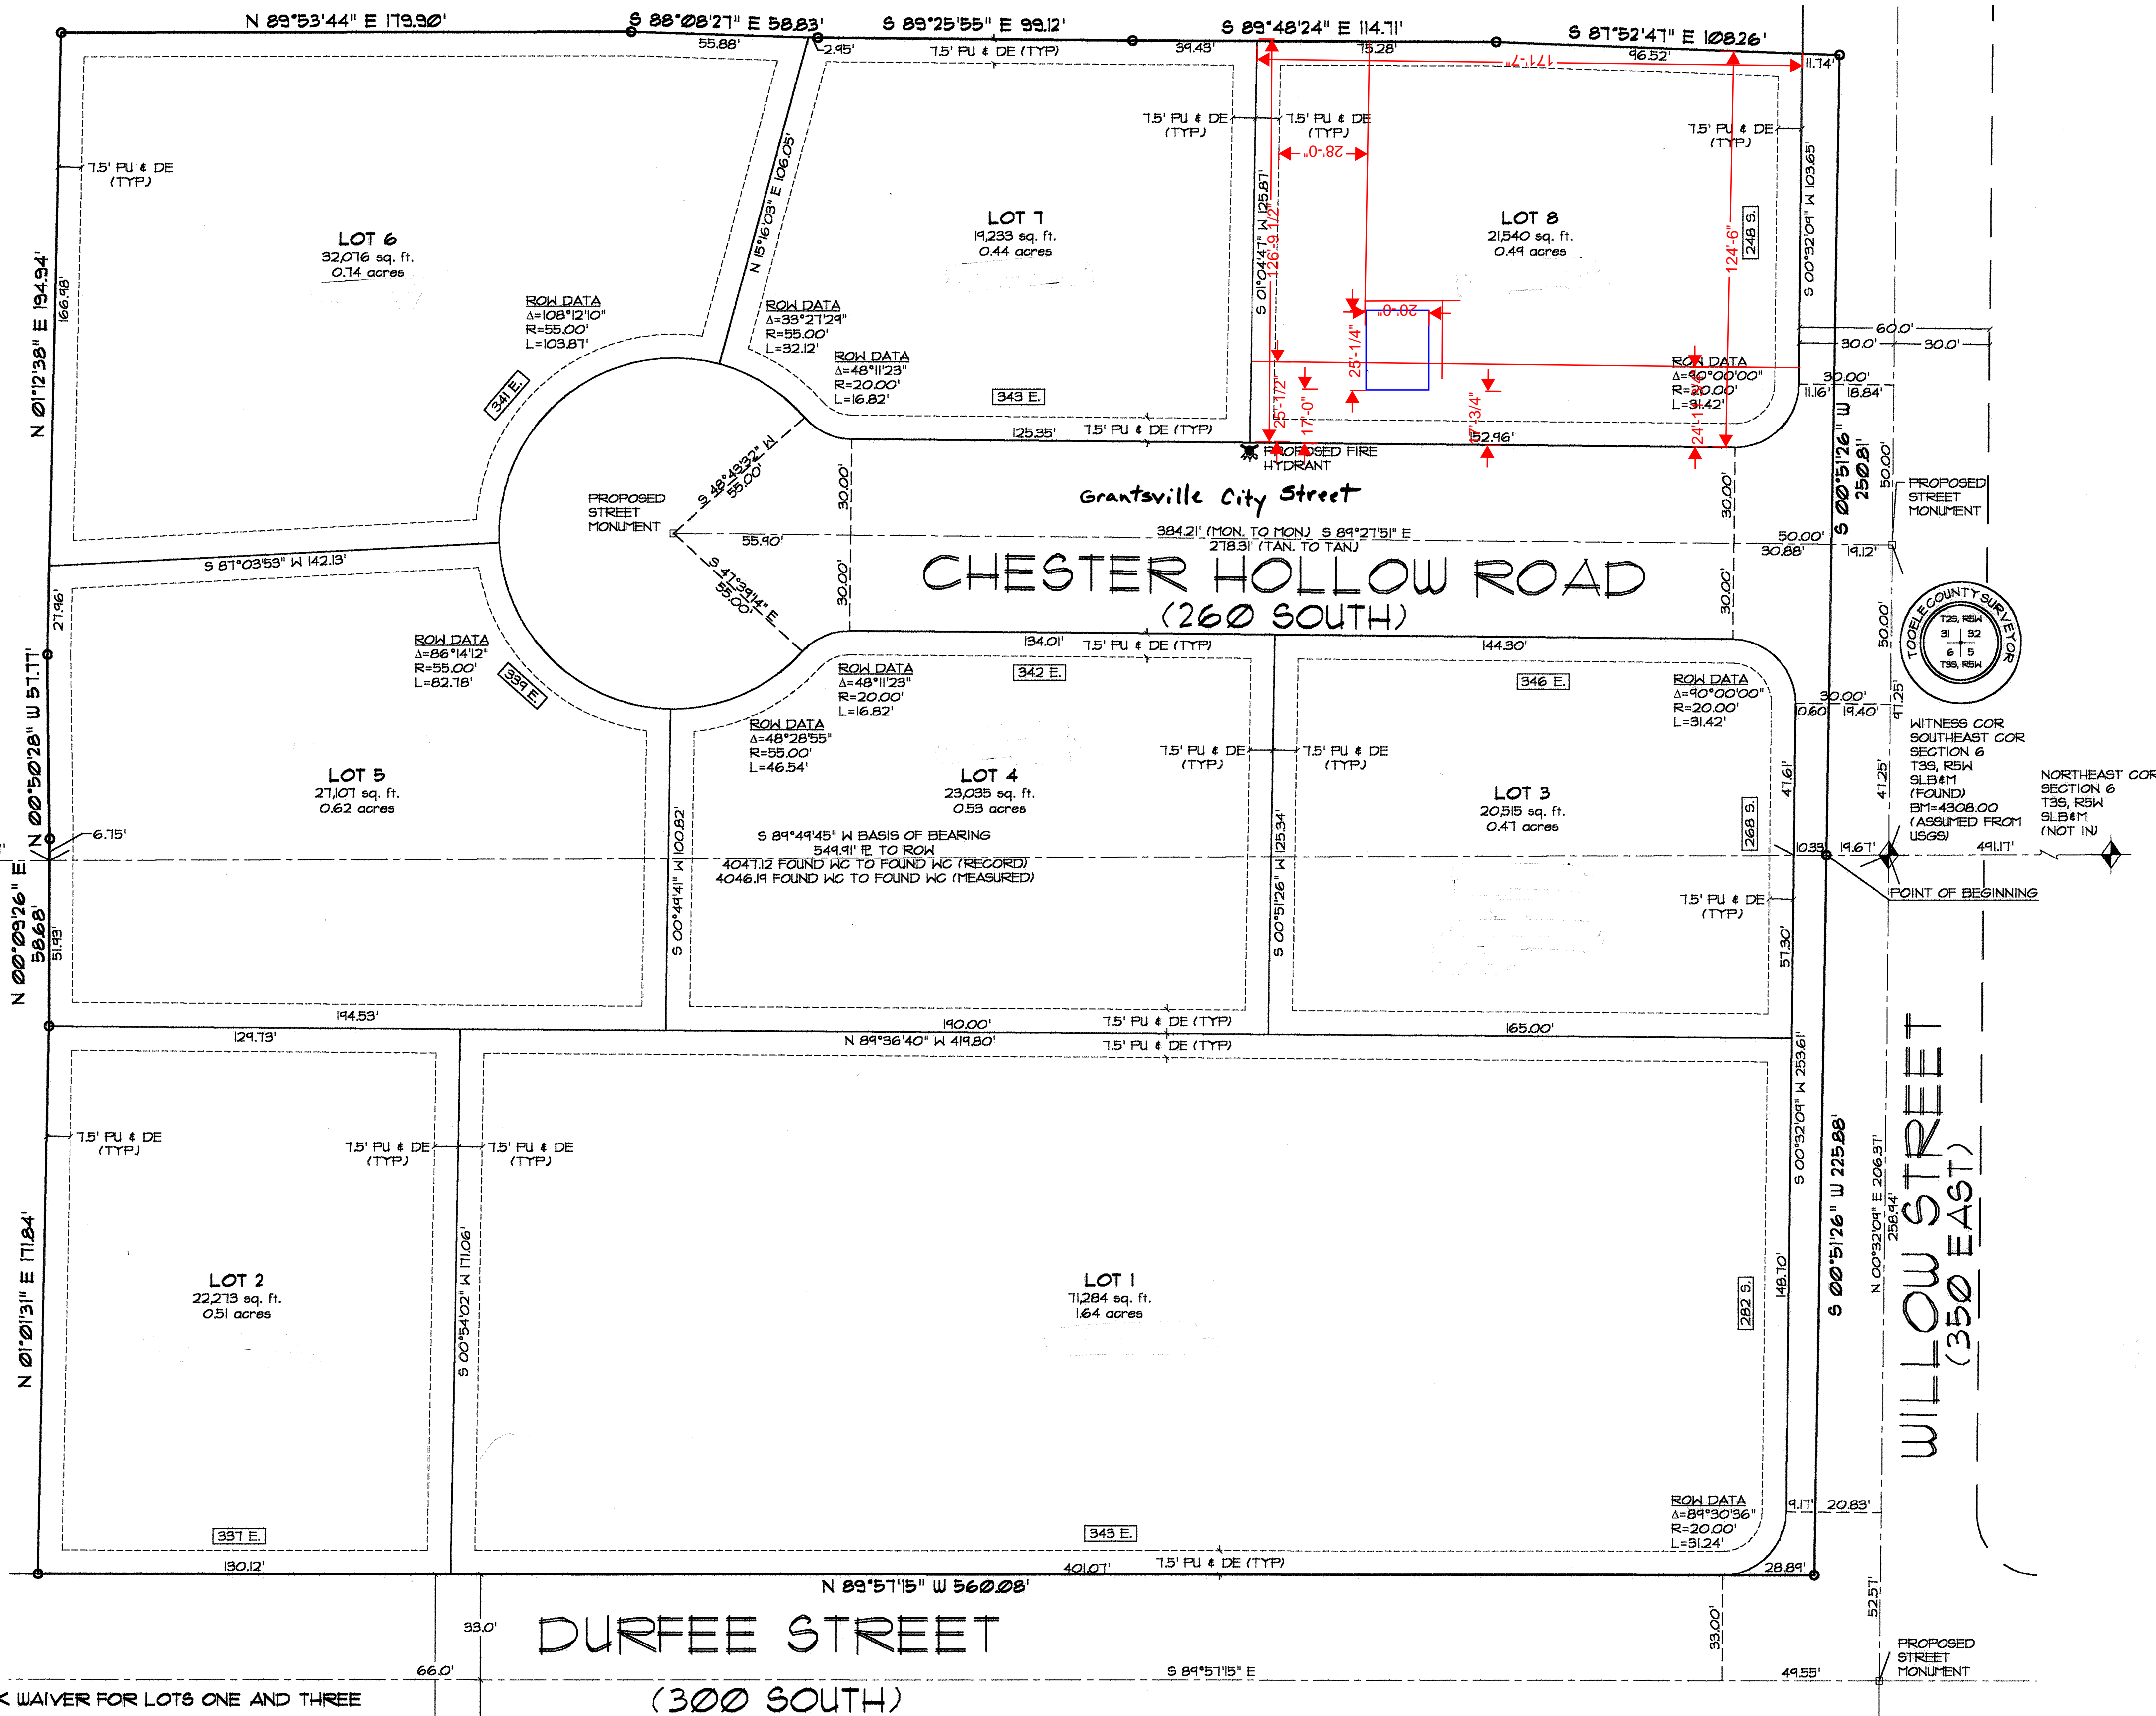 N 89°53'44" E 179.90'
S 88°08'27" E 58.83'
S 89°25'55" E 99.12'
S 89°48'24" E 114.71'
S 87°52'47" E 108.26'
55.88'
2.95'
7.5' PU & DE (TYP)
39.43'
75.28'
96.52'
11.74'
171'-7"
7.5' PU & DE
(TYP)
7.5' PU & DE
(TYP)
7.5' PU & DE
(TYP)
7.5' PU & DE
(TYP)
28'-0"
N 01°12'38" E 194.94'
166.98'
N 15°16'03" E 106.05'
S 01°04'47" W 125.87'
126'-9 1/2"
124'-6"
248 S.
S 00°32'09" W 103.65'
LOT 6
32,076 sq. ft.
0.74 acres
LOT 7
19,233 sq. ft.
0.44 acres
LOT 8
21,540 sq. ft.
0.49 acres
ROW DATA
Δ=108°12'10"
R=55.00'
L=103.87'
ROW DATA
Δ=33°27'29"
R=55.00'
L=32.12'
ROW DATA
Δ=48°11'23"
R=20.00'
L=16.82'
ROW DATA
Δ=90°00'00"
R=20.00'
L=31.42'
20'-0"
25'-1/4"
25'-1/2"
17'-0"
17'-3/4"
60.0'
30.0'
30.0'
30.00'
11.16'
18.84'
341 E.
343 E.
125.35'
7.5' PU & DE (TYP)
152.96'
PROPOSED FIRE
HYDRANT
S 00°51'26" W
250.81'
50.00'
S 48°43'32" W
55.00'
PROPOSED
STREET
MONUMENT
30.00'
30.00'
Grantsville City Street
PROPOSED
STREET
MONUMENT
55.90'
384.21' (MON. TO MON.) S 89°27'51" E
278.31' (TAN. TO TAN.)
50.00'
30.88'
19.12'
S 87°03'53" W 142.13'
S 47°39'14" E
55.00'
30.00'
30.00'
CHESTER HOLLOW ROAD
(260 SOUTH)
50.00'
TOOELE COUNTY SURVEYOR
T2S, R5W
31 32
6 5
T3S, R5W
27.96'
N 00°50'28" W 57.77'
134.01'
7.5' PU & DE (TYP)
144.30'
ROW DATA
Δ=86°14'12"
R=55.00'
L=82.78'
339 E.
ROW DATA
Δ=48°11'23"
R=20.00'
L=16.82'
342 E.
346 E.
ROW DATA
Δ=90°00'00"
R=20.00'
L=31.42'
30.00'
10.60'
19.40'
97.25'
ROW DATA
Δ=48°28'55"
R=55.00'
L=46.54'
7.5' PU & DE
(TYP)
7.5' PU & DE
(TYP)
WITNESS COR
SOUTHEAST COR
SECTION 6
T3S, R5W
SLB&M
(FOUND)
BM=4308.00
(ASSUMED FROM
USGS)
NORTHEAST COR
SECTION 6
T3S, R5W
SLB&M
(NOT IN)
LOT 5
27,107 sq. ft.
0.62 acres
LOT 4
23,035 sq. ft.
0.53 acres
LOT 3
20,515 sq. ft.
0.47 acres
47.61'
47.25'
268 S.
6.75'
S 00°49'41" W 100.82'
S 89°49'45" W BASIS OF BEARING
549.91' PL TO ROW
4047.12 FOUND WC TO FOUND WC (RECORD)
4046.19 FOUND WC TO FOUND WC (MEASURED)
S 00°51'26" W 125.34'
10.33'
19.67'
491.17'
POINT OF BEGINNING
7.5' PU & DE
(TYP)
N 00°09'26" E
58.68'
51.93'
57.30'
194.53'
190.00'
7.5' PU & DE (TYP)
165.00'
129.73'
N 89°36'40" W 419.80'
7.5' PU & DE (TYP)
S 00°32'09" W 253.61'
7.5' PU & DE
(TYP)
7.5' PU & DE
(TYP)
7.5' PU & DE
(TYP)
N 01°01'31" E 171.84'
S 00°54'02" W 171.06'
LOT 2
22,273 sq. ft.
0.51 acres
LOT 1
71,284 sq. ft.
1.64 acres
282 S.
148.70'
S 00°51'26" W 225.88'
N 00°32'09" E 206.37'
258.94'
WILLOW STREET
(350 EAST)
ROW DATA
Δ=89°30'36"
R=20.00'
L=31.24'
9.17'
20.83'
337 E.
343 E.
130.12'
401.07'
7.5' PU & DE (TYP)
28.89'
N 89°57'15" W 560.08'
52.57'
33.0'
DURFEE STREET
33.00'
PROPOSED
STREET
MONUMENT
66.0'
S 89°57'15" E
49.55'
WAIVER FOR LOTS ONE AND THREE
(300 SOUTH)